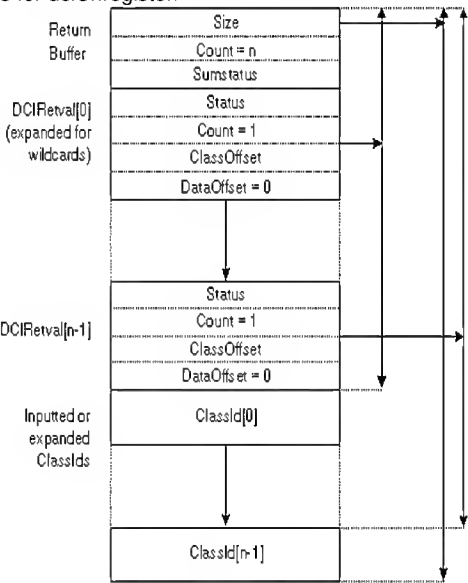 Return
Buffer
Size
Count = n
Sumstatus
DCIRetval[0]
(expanded for
wildcards)
Status
Count = 1
ClassOffset
DataOffset = 0
DCIRetval[n-1]
Status
Count = 1
ClassOffset
DataOffset = 0
Inputted or
expanded
ClassIds
ClassId[0]
ClassId[n-1]